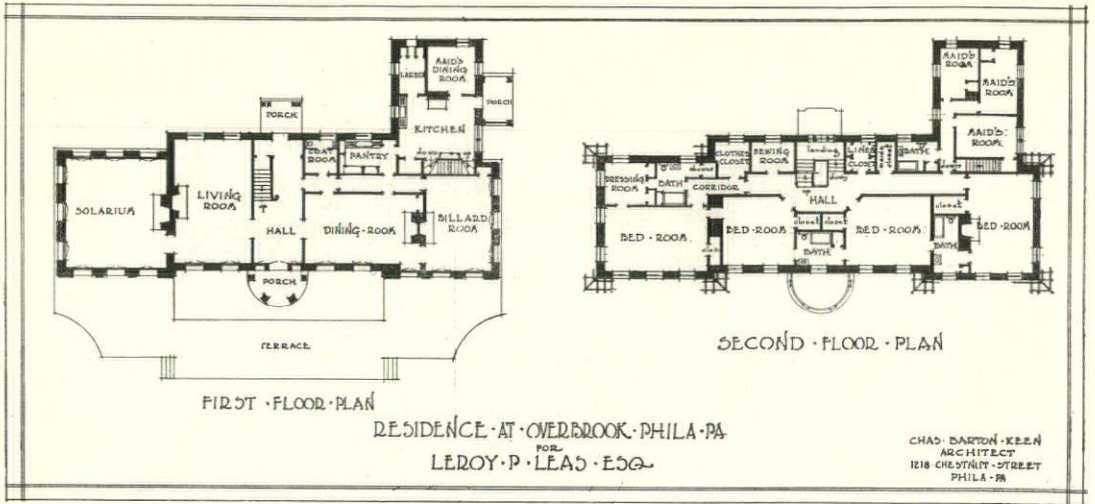 SOLARIUM
LIVING
ROOM
HALL
PORCH
PORCH
COAT
ROOM
PANTRY
LARDER
MAID'S
DINING
ROOM
PORCH
KITCHEN
down
DINING·ROOM
BILLARD
ROOM
TERRACE
FIRST·FLOOR·PLAN
MAID'S
ROOM
MAID'S
ROOM
MAID'S
ROOM
CLOTHES
CLOSET
SEWING
ROOM
landing
LINEN
CLOSET
closet
BATH
DRESSING
ROOM
BATH
closet
CORRIDOR
HALL
closet
closet
closet
BED·ROOM
BED·ROOM
BATH
BED·ROOM
BATH
BED·ROOM
SECOND·FLOOR·PLAN
RESIDENCE·AT·OVERBROOK·PHILA·PA
FOR
LEROY·P·LEAS·ESQ
CHAS·BARTON·KEEN
ARCHITECT
1218·CHESTNUT·STREET
PHILA·PA